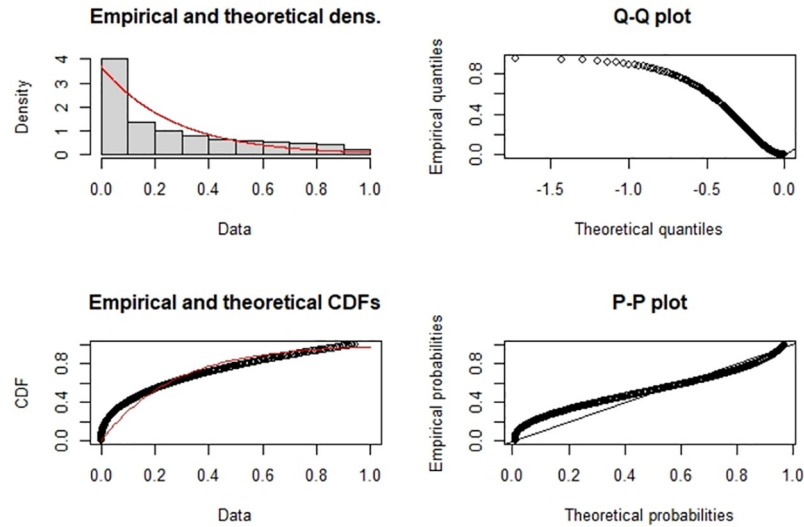 Empirical and theoretical dens.
Density
0 1 2 3 4
0.0 0.2 0.4 0.6 0.8 1.0
Data
Q-Q plot
Empirical quantiles
0.0 0.4 0.8
-1.5 -1.0 -0.5 0.0
Theoretical quantiles
Empirical and theoretical CDFs
CDF
0.0 0.4 0.8
0.0 0.2 0.4 0.6 0.8 1.0
Data
P-P plot
Empirical probabilities
0.0 0.4 0.8
0.0 0.2 0.4 0.6 0.8 1.0
Theoretical probabilities